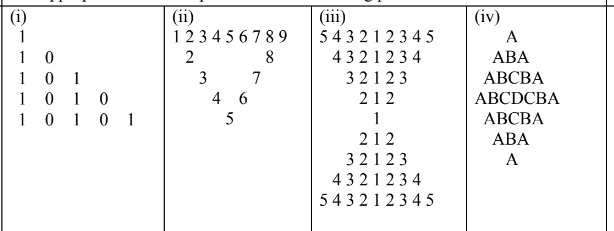 (i)
1
1 0
1 0 1
1 0 1 0
1 0 1 0 1
(ii)
1 2 3 4 5 6 7 8 9
2 8
3 7
4 6
5
(iii)
5 4 3 2 1 2 3 4 5
4 3 2 1 2 3 4
3 2 1 2 3
2 1 2
1
2 1 2
3 2 1 2 3
4 3 2 1 2 3 4
5 4 3 2 1 2 3 4 5
(iv)
A
ABA
ABCBA
ABCDCBA
ABCBA
ABA
A